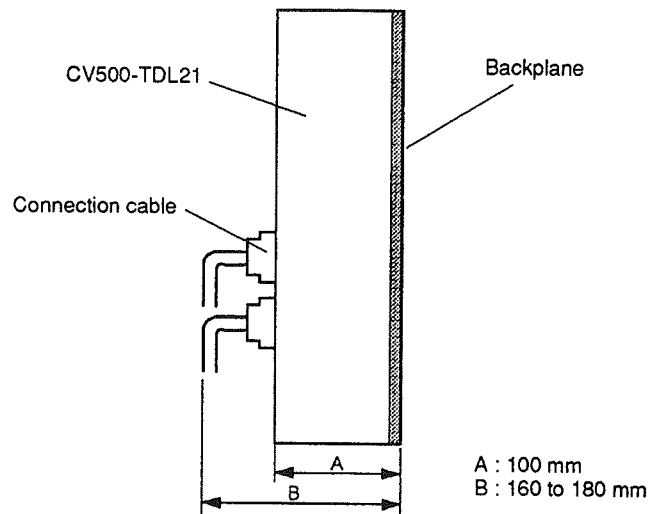 CV500-TDL21
Backplane
Connection cable
A
B
A : 100 mm
B : 160 to 180 mm